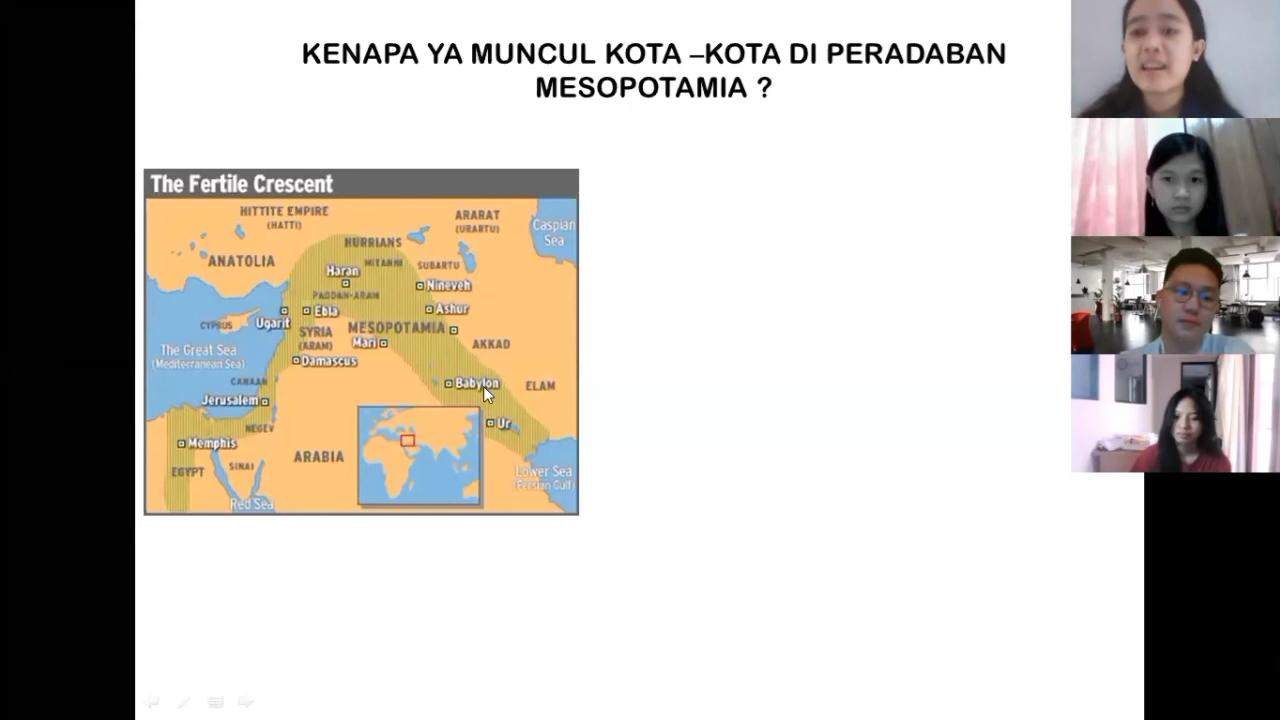 KENAPA YA MUNCUL KOTA –KOTA DI PERADABAN
MESOPOTAMIA ?
The Fertile Crescent
HITTITE EMPIRE
(HATTI)
ARARAT
(URARTU)
Caspian
Sea
HURRIANS
ANATOLIA
MITANNI
SUBARTU
Haran
Nineveh
PADDAN-ARAM
Ebla
Ashur
CYPRUS
Ugarit
SYRIA
(ARAM)
MESOPOTAMIA
Mari
AKKAD
The Great Sea
(Mediterranean Sea)
Damascus
CANAAN
Babylon
ELAM
Jerusalem
NEGEV
Ur
Memphis
ARABIA
EGYPT
SINAI
Lower Sea
(Persian Gulf)
Red Sea